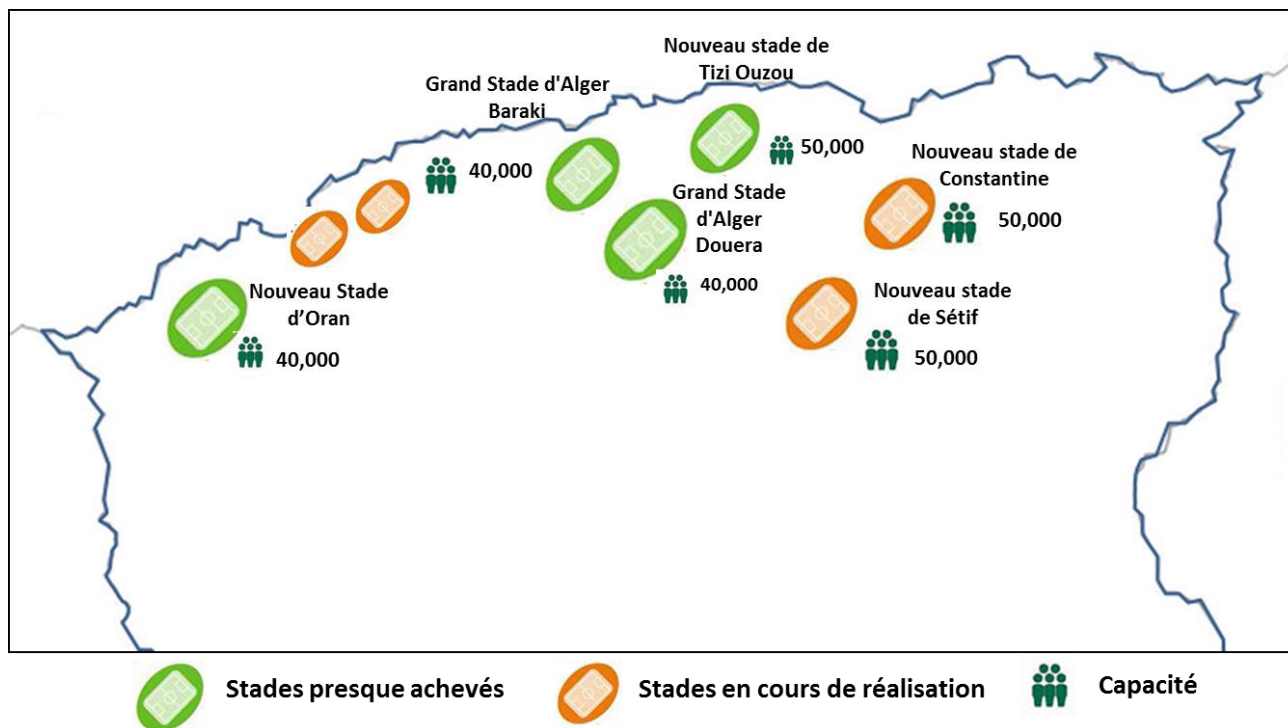 Nouveau stade de
Tizi Ouzou
50,000
Grand Stade d'Alger
Baraki
40,000
Nouveau stade de
Constantine
50,000
Grand Stade
d'Alger
Douera
40,000
Nouveau Stade
d’Oran
40,000
Nouveau stade
de Sétif
50,000
Stades presque achevés
Stades en cours de réalisation
Capacité